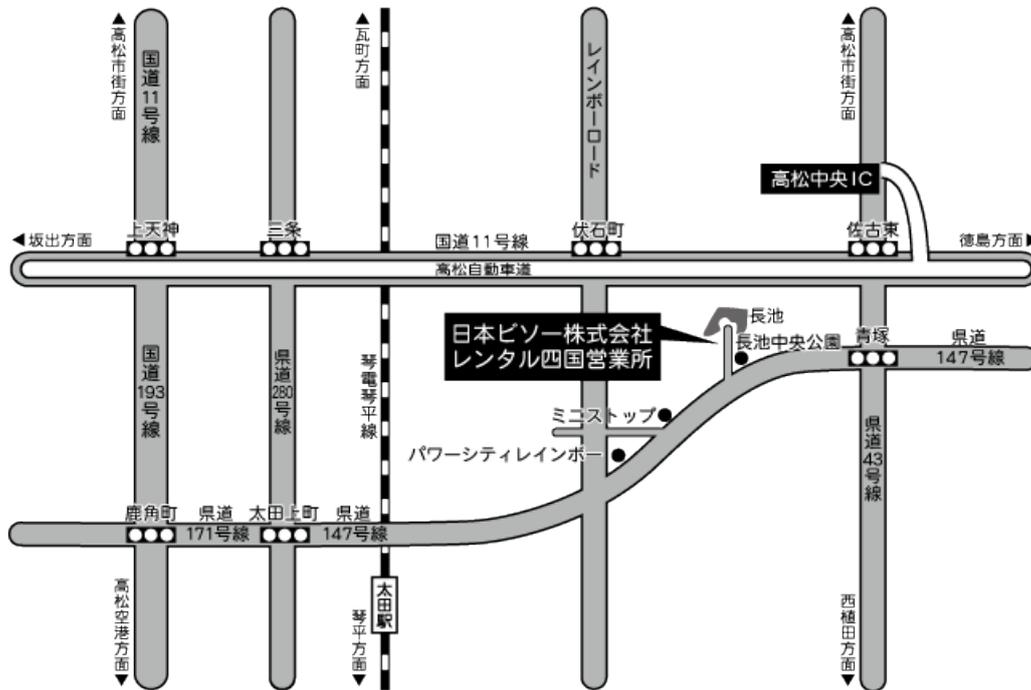 ▲高松市街方面
国道11号線
▲瓦町方面
レインボーロード
▲高松市街方面
高松中央IC
上天神
三条
伏石町
佐古東
◀坂出方面
国道11号線
徳島方面▶
高松自動車道
日本ビソー株式会社
レンタル四国営業所
長池
長池中央公園
青塚
県道
147号線
国道193号線
県道280号線
琴電琴平線
ミニストップ
パワーシティレインボー
県道43号線
鹿角町
県道
171号線
太田上町
県道
147号線
高松空港方面▼
太田駅
琴平方面▼
西植田方面▼